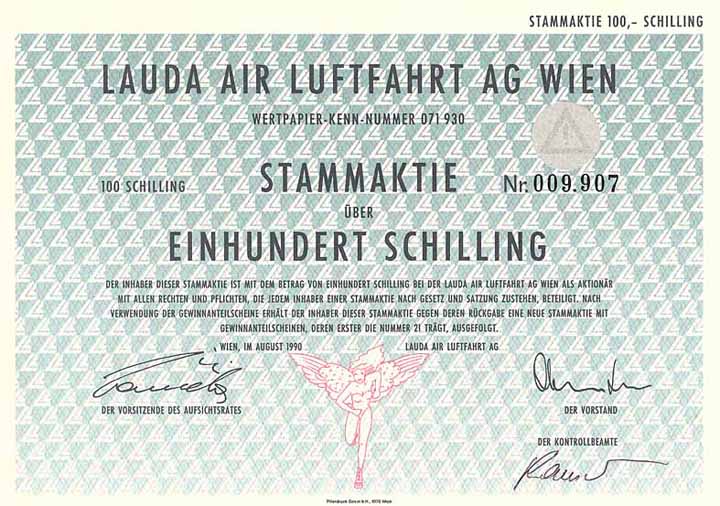 STAMMAKTIE 100,– SCHILLING
LAUDA AIR LUFTFAHRT AG WIEN
WERTPAPIER-KENN-NUMMER 071 930
100 SCHILLING STAMMAKTIE Nr. 009.907
ÜBER
EINHUNDERT SCHILLING
DER INHABER DIESER STAMMAKTIE IST MIT DEM BETRAG VON EINHUNDERT SCHILLING BEI DER LAUDA AIR LUFTFAHRT AG WIEN ALS AKTIONÄR
MIT ALLEN RECHTEN UND PFLICHTEN, DIE JEDEM INHABER EINER STAMMAKTIE NACH GESETZ UND SATZUNG ZUSTEHEN, BETEILIGT. NACH
VERWENDUNG DER GEWINNANTEILSCHEINE ERHÄLT DER INHABER DIESER STAMMAKTIE GEGEN DEREN RÜCKGABE EINE NEUE STAMMAKTIE MIT
GEWINNANTEILSCHEINEN, DEREN ERSTER DIE NUMMER 21 TRÄGT, AUSGEFOLGT.
WIEN, IM AUGUST 1990 LAUDA AIR LUFTFAHRT AG
DER VORSITZENDE DES AUFSICHTSRATES
DER VORSTAND
DER KONTROLLBEAMTE